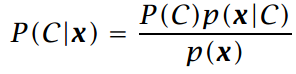 P(C|x) = P(C)p(x|C) / p(x)